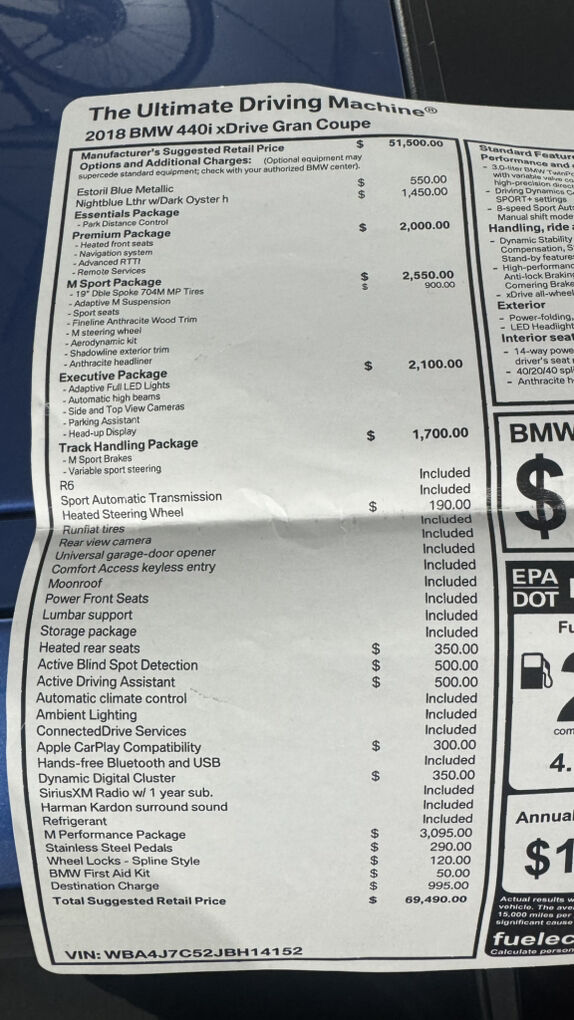 The Ultimate Driving Machine®
2018 BMW 440i xDrive Gran Coupe
Manufacturer's Suggested Retail Price $ 51,500.00
Options and Additional Charges: (Optional equipment may
supercede standard equipment; check with your authorized BMW center).
Estoril Blue Metallic $ 550.00
Nightblue Lthr w/Dark Oyster h $ 1,450.00
Essentials Package
- Park Distance Control
Premium Package $ 2,000.00
- Heated front seats
- Navigation system
- Advanced RTTI
- Remote Services
M Sport Package $ 2,550.00
- 19" Dble Spoke 704M MP Tires $ 900.00
- Adaptive M Suspension
- Sport seats
- Fineline Anthracite Wood Trim
- M steering wheel
- Aerodynamic kit
- Shadowline exterior trim
- Anthracite headliner
Executive Package $ 2,100.00
- Adaptive Full LED Lights
- Automatic high beams
- Side and Top View Cameras
- Parking Assistant
- Head-up Display
Track Handling Package $ 1,700.00
- M Sport Brakes
- Variable sport steering
R6 Included
Sport Automatic Transmission Included
Heated Steering Wheel $ 190.00
Runflat tires Included
Rear view camera Included
Universal garage-door opener Included
Comfort Access keyless entry Included
Moonroof Included
Power Front Seats Included
Lumbar support Included
Storage package Included
Heated rear seats $ 350.00
Active Blind Spot Detection $ 500.00
Active Driving Assistant $ 500.00
Automatic climate control Included
Ambient Lighting Included
ConnectedDrive Services Included
Apple CarPlay Compatibility $ 300.00
Hands-free Bluetooth and USB Included
Dynamic Digital Cluster $ 350.00
SiriusXM Radio w/ 1 year sub. Included
Harman Kardon surround sound Included
Refrigerant Included
M Performance Package $ 3,095.00
Stainless Steel Pedals $ 290.00
Wheel Locks - Spline Style $ 120.00
BMW First Aid Kit $ 50.00
Destination Charge $ 995.00
Total Suggested Retail Price $ 69,490.00
VIN: WBA4J7C52JBH14152
Standard Featur
Performance and
- 3.0-liter BMW TwinPo
with variable valve co
high-precision direct
- Driving Dynamics C
SPORT+ settings
- 8-speed Sport Aut
Manual shift mode
Handling, ride a
- Dynamic Stability
Compensation, S
Stand-by feature
- High-performanc
Anti-lock Brakin
Cornering Brake
- xDrive all-wheel
Exterior
- Power-folding,
- LED Headlight
Interior seat
- 14-way powe
driver's seat
- 40/20/40 spl
- Anthracite h
BMW
$
EPA
DOT
Fu
2
com
4.
Annual
$1
Actual results w
vehicle. The ave
15,000 miles per
significant cause
fuelec
Calculate person